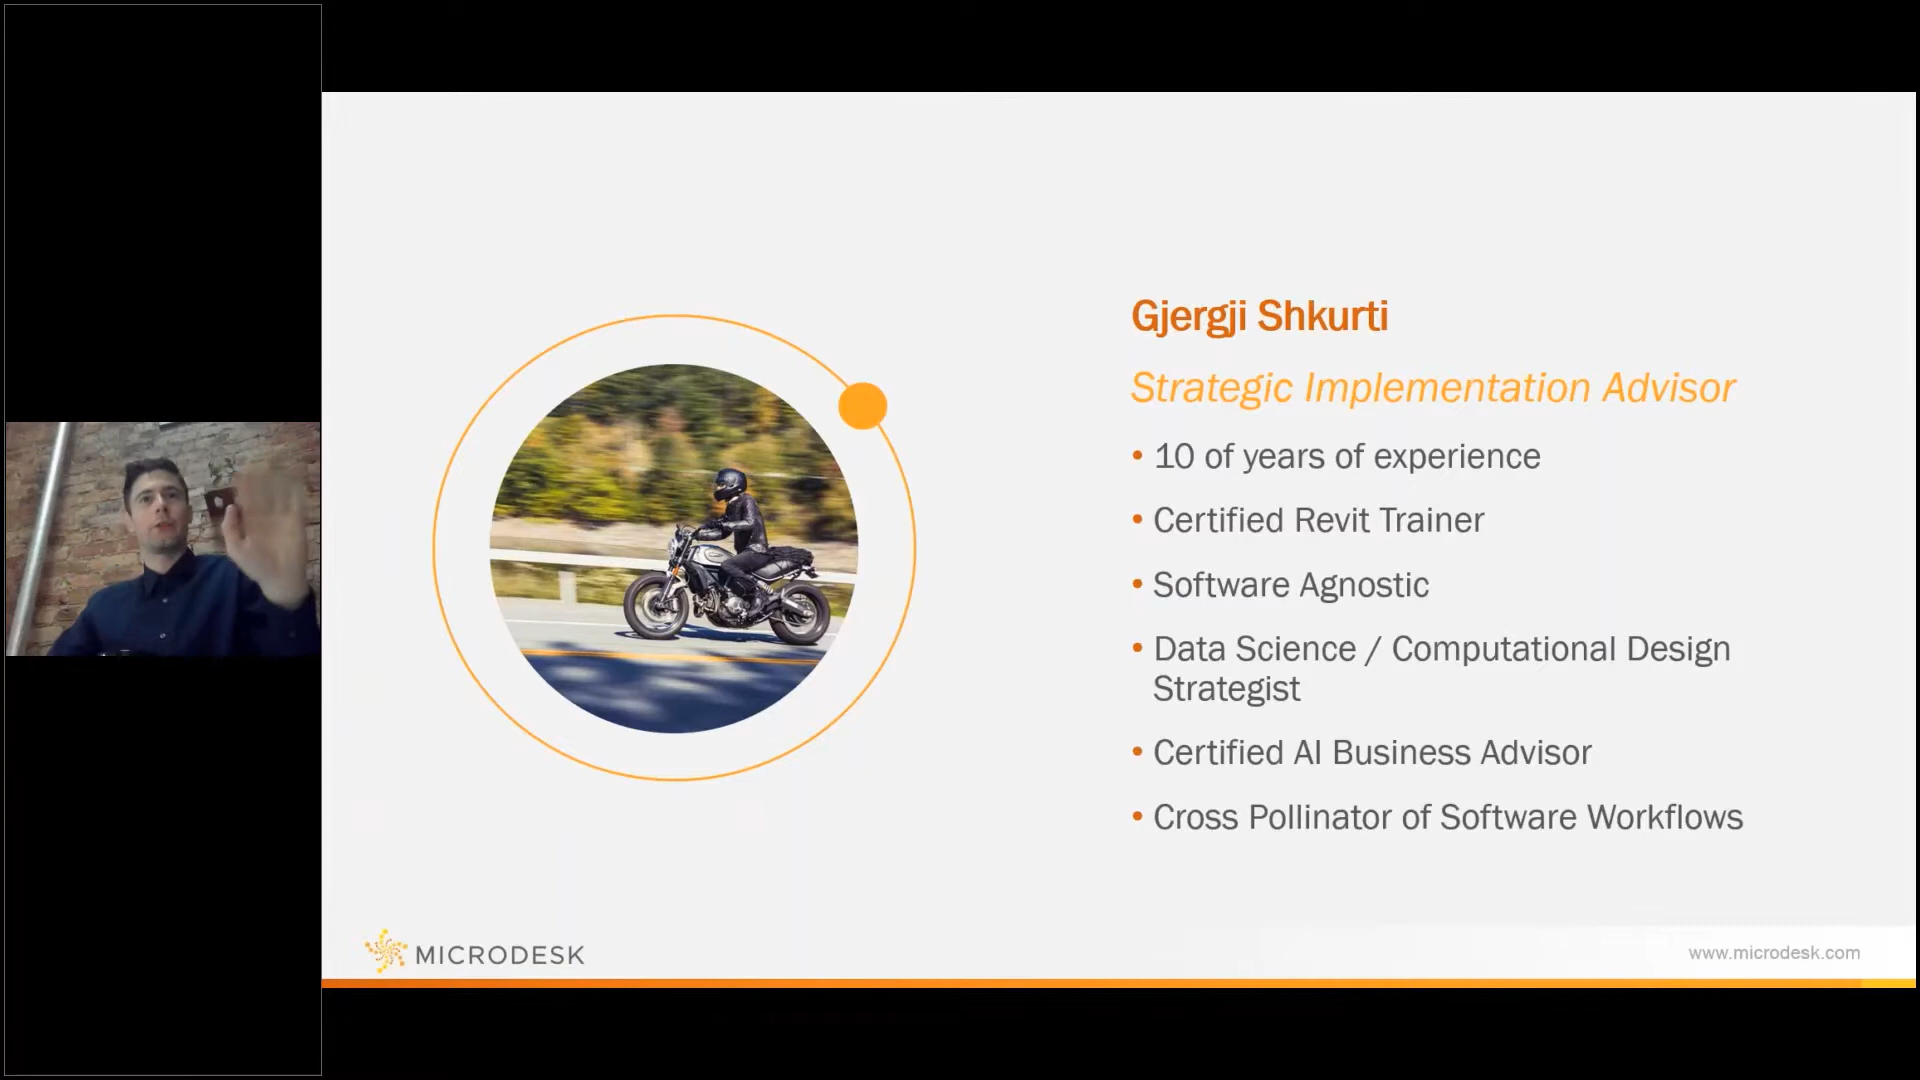 Gjergji Shkurti
Strategic Implementation Advisor
• 10 of years of experience
• Certified Revit Trainer
• Software Agnostic
• Data Science / Computational Design
Strategist
• Certified AI Business Advisor
• Cross Pollinator of Software Workflows
MICRODESK
www.microdesk.com